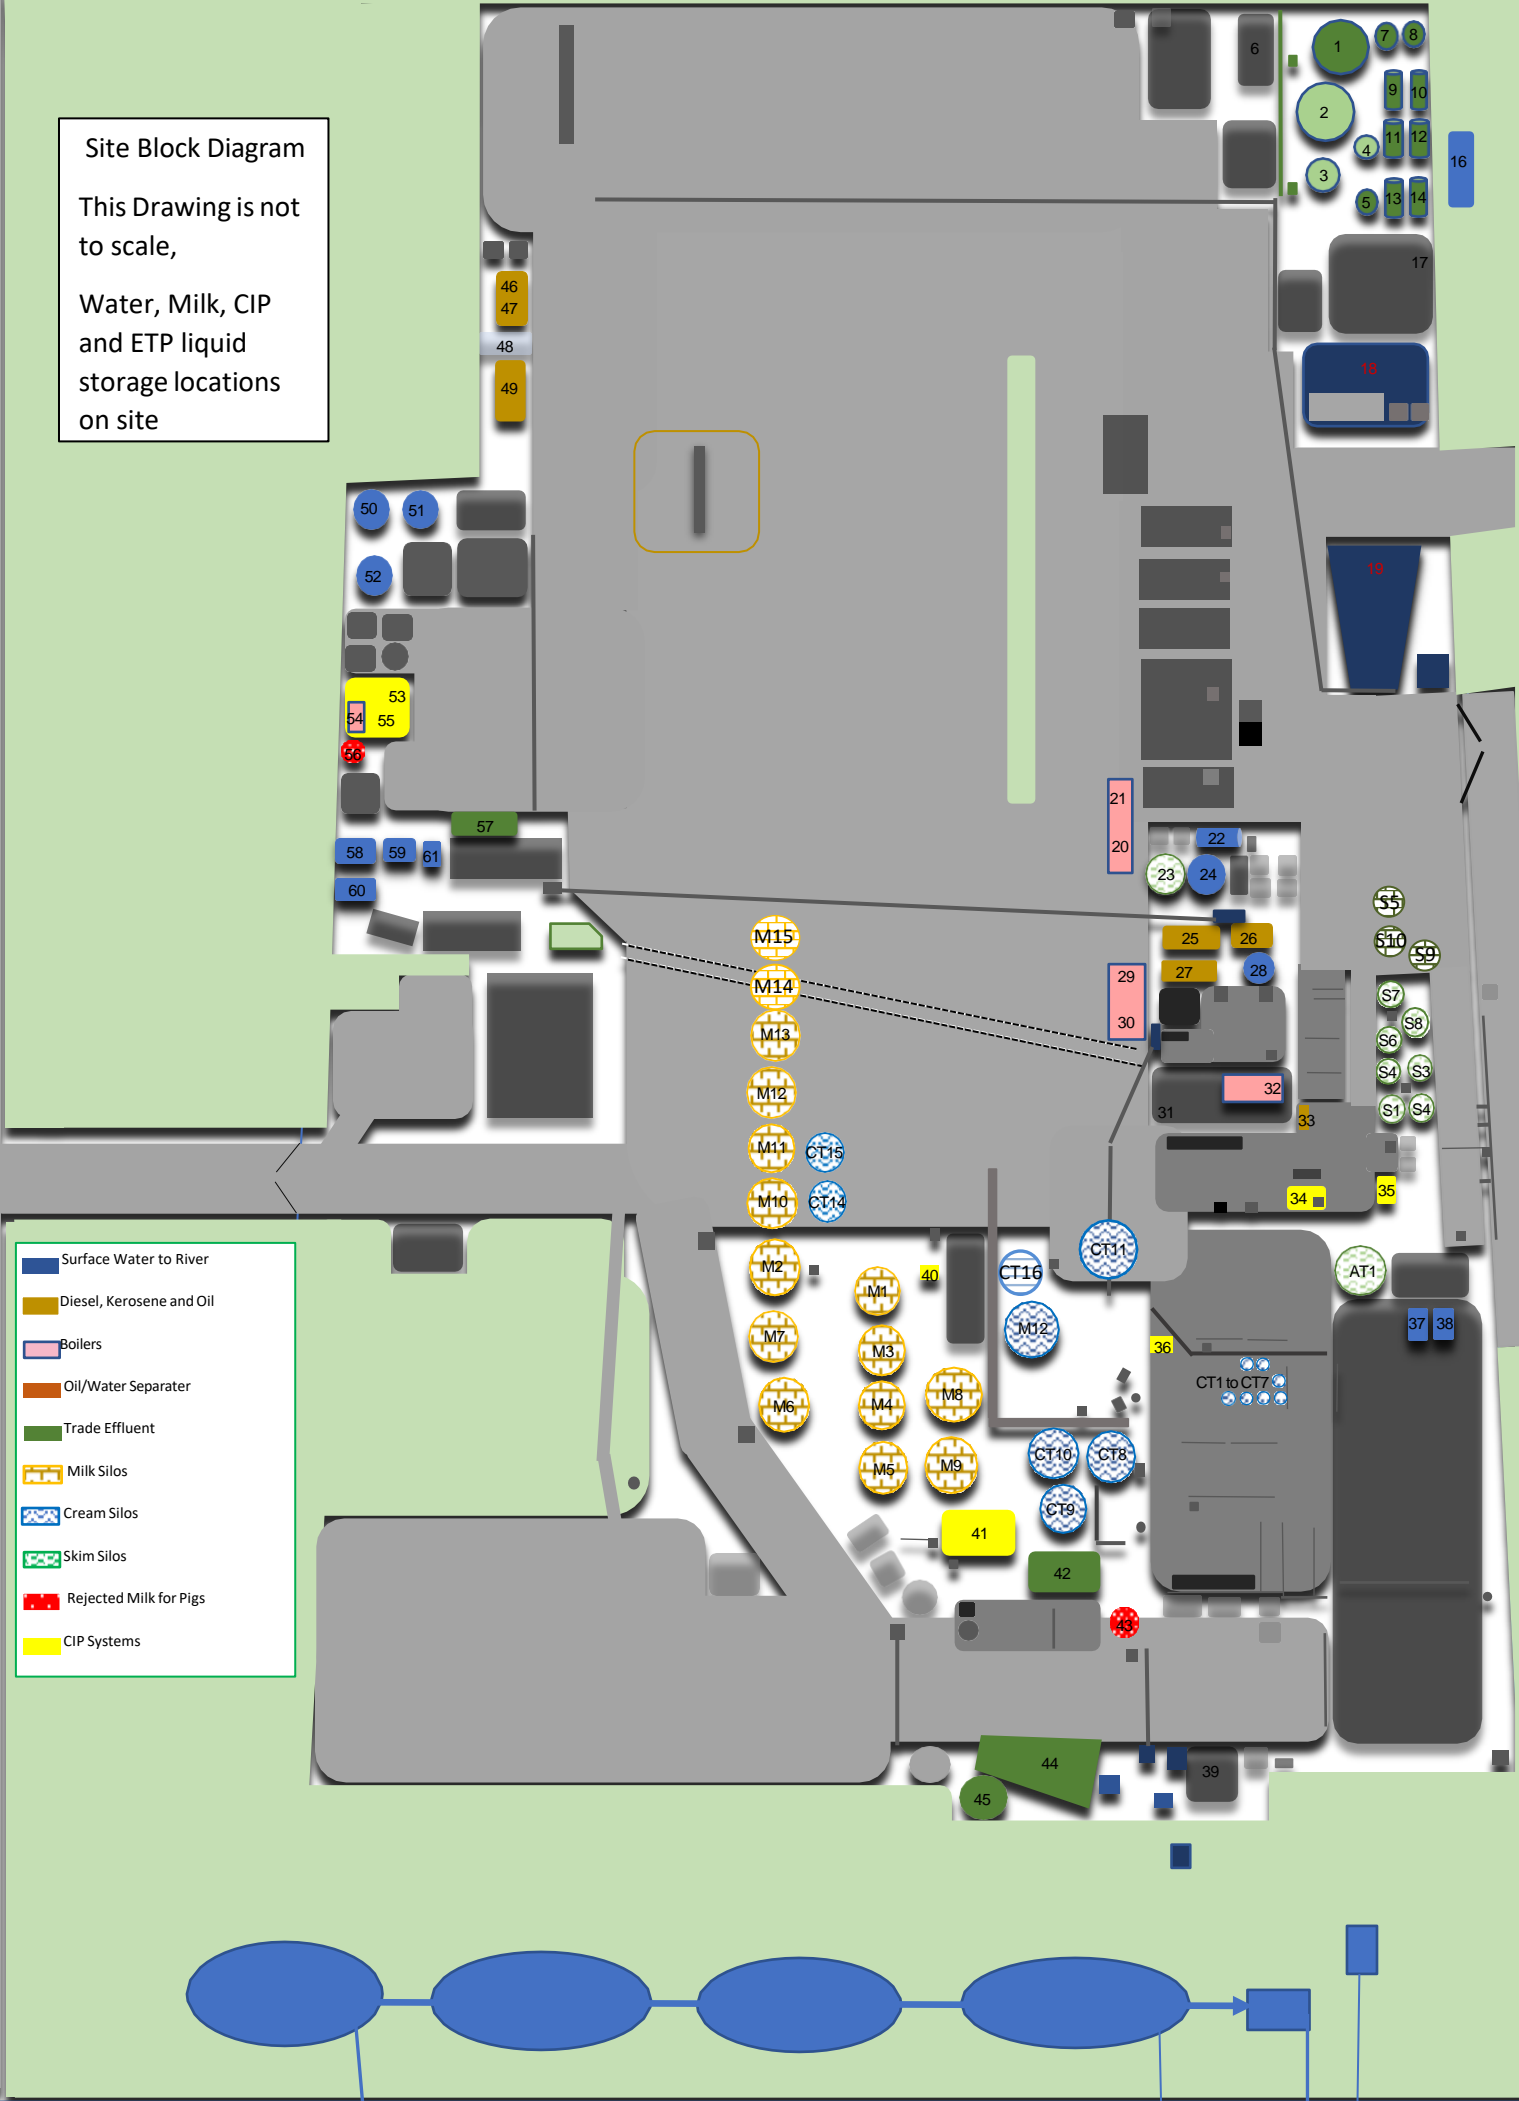 Site Block Diagram
This Drawing is not
to scale,
Water, Milk, CIP
and ETP liquid
storage locations
on site
1
7
8
6
9
10
2
11
12
4
16
3
5
13
14
17
18
46
47
48
49
50
51
52
19
53
54
55
56
57
58
59
61
60
21
20
22
23
24
25
26
27
28
29
30
31
32
33
34
35
S5
S10
S9
S7
S8
S6
S4
S3
S1
S4
M15
M14
M13
M12
M11
CT15
M10
CT14
M2
M1
40
CT16
CT11
AT1
M7
M3
M12
36
37
38
CT1 to CT7
M6
M4
M8
M5
M9
CT10
CT8
CT9
41
42
43
44
45
39
Surface Water to River
Diesel, Kerosene and Oil
Boilers
Oil/Water Separater
Trade Effluent
Milk Silos
Cream Silos
Skim Silos
Rejected Milk for Pigs
CIP Systems